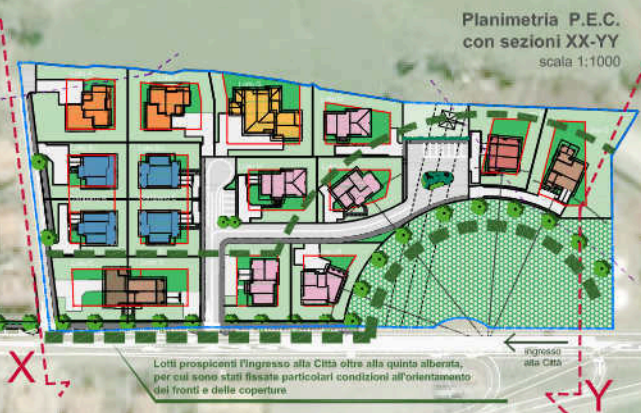 Planimetria P.E.C.
con sezioni XX-YY
scala 1:1000
X
Lotti prospicenti l'ingresso alla Città oltre alla quinta alberata,
per cui sono stati fissate particolari condizioni all'orientamento
dei fronti e delle coperture
ingresso
alla Città
Y